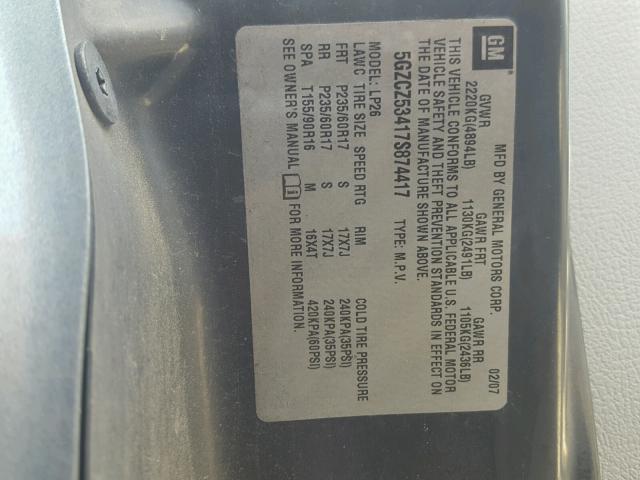 GM
MFD BY GENERAL MOTORS CORP. 02/07
GVWR GAWR FRT GAWR RR
2220KG(4894LB) 1130KG(2491LB) 1105KG(2436LB)
THIS VEHICLE CONFORMS TO ALL APPLICABLE U.S. FEDERAL MOTOR
VEHICLE SAFETY AND THEFT PREVENTION STANDARDS IN EFFECT ON
THE DATE OF MANUFACTURE SHOWN ABOVE.
5GZCZ53417S874417 TYPE: M.P.V.
MODEL: LP26
LAWC TIRE SIZE SPEED RTG RIM COLD TIRE PRESSURE
FRT P235/60R17 S 17X7J 240KPA(35PSI)
RR P235/60R17 S 17X7J 240KPA(35PSI)
SPA T155/90R16 M 16X4T 420KPA(60PSI)
SEE OWNER'S MANUAL FOR MORE INFORMATION.